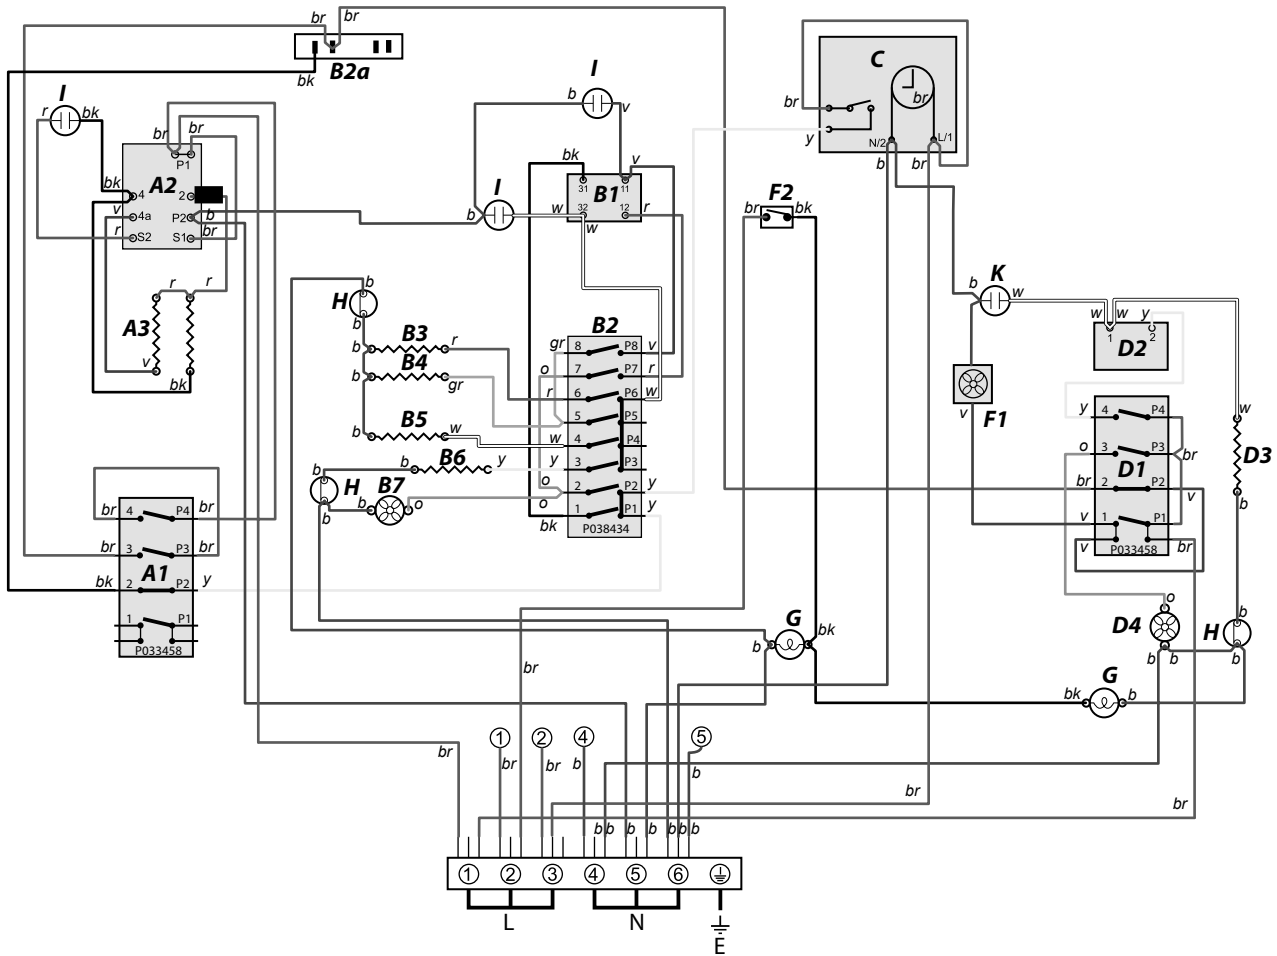 br br
B2a
bk
I
r bk
br br
P1
A2
bk 4 2
v 4a P2 b
r S2 S1 br
r r
A3
v
bk
I
b v
bk v
31 11
B1
I
b w 32 12 r
w
C
br
br
y
N/2 L/1
b br
F2
br bk
K
b w
w w y
1 2
D2
F1
v
H
b
b
b B3 r
b B4 gr
b B5 w
b B6 y
H B7
b b o
B2
gr 8 P8 v
o 7 P7 r
r 6 P6 w
5 P5
w 4 P4
y 3 P3
o 2 P2 y
o 1 P1 y
bk P038434
y 4 P4
o 3 P3 br
D1
br 2 P2 v
v 1 P1
v P033458 br
w
D3
b
br 4 P4 br
br 3 P3 br
A1
bk 2 P2 y
1 P1
P033458
o
D4
b b
b
H
b
G
b bk
G
bk b
br
br
1 2 4 5
br br b b
br
br
b b b b b b b
1 2 3 4 5 6
L N E